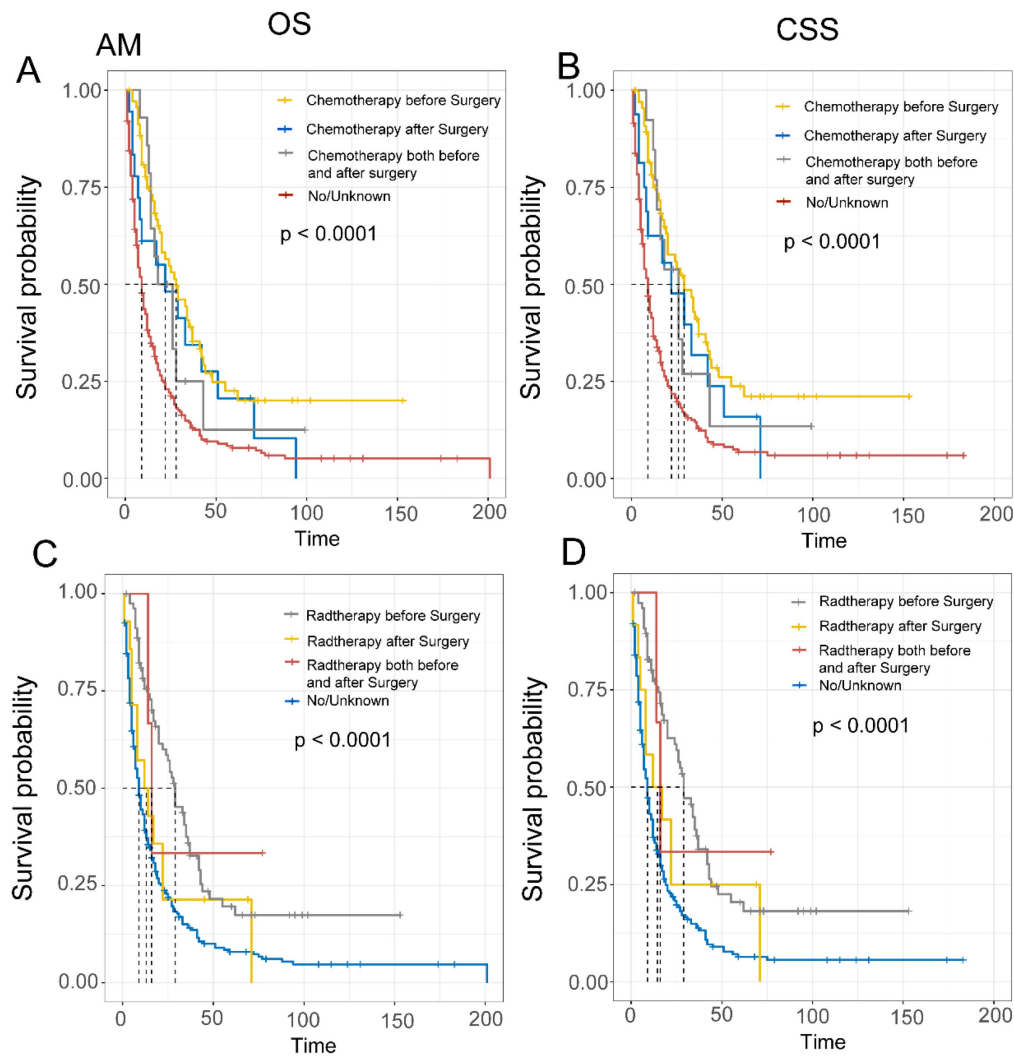 OS
CSS
AM
A
Survival probability
1.00
0.75
0.50
0.25
0.00
Chemotherapy before Surgery
Chemotherapy after Surgery
Chemotherapy both before
and after surgery
No/Unknown
p < 0.0001
0
50
100
150
200
Time
B
Survival probability
1.00
0.75
0.50
0.25
0.00
Chemotherapy before Surgery
Chemotherapy after Surgery
Chemotherapy both before
and after surgery
No/Unknown
p < 0.0001
0
50
100
150
200
Time
C
Survival probability
1.00
0.75
0.50
0.25
0.00
Radtherapy before Surgery
Radtherapy after Surgery
Radtherapy both before
and after Surgery
No/Unknown
p < 0.0001
0
50
100
150
200
Time
D
Survival probability
1.00
0.75
0.50
0.25
0.00
Radtherapy before Surgery
Radtherapy after Surgery
Radtherapy both before
and after Surgery
No/Unknown
p < 0.0001
0
50
100
150
200
Time